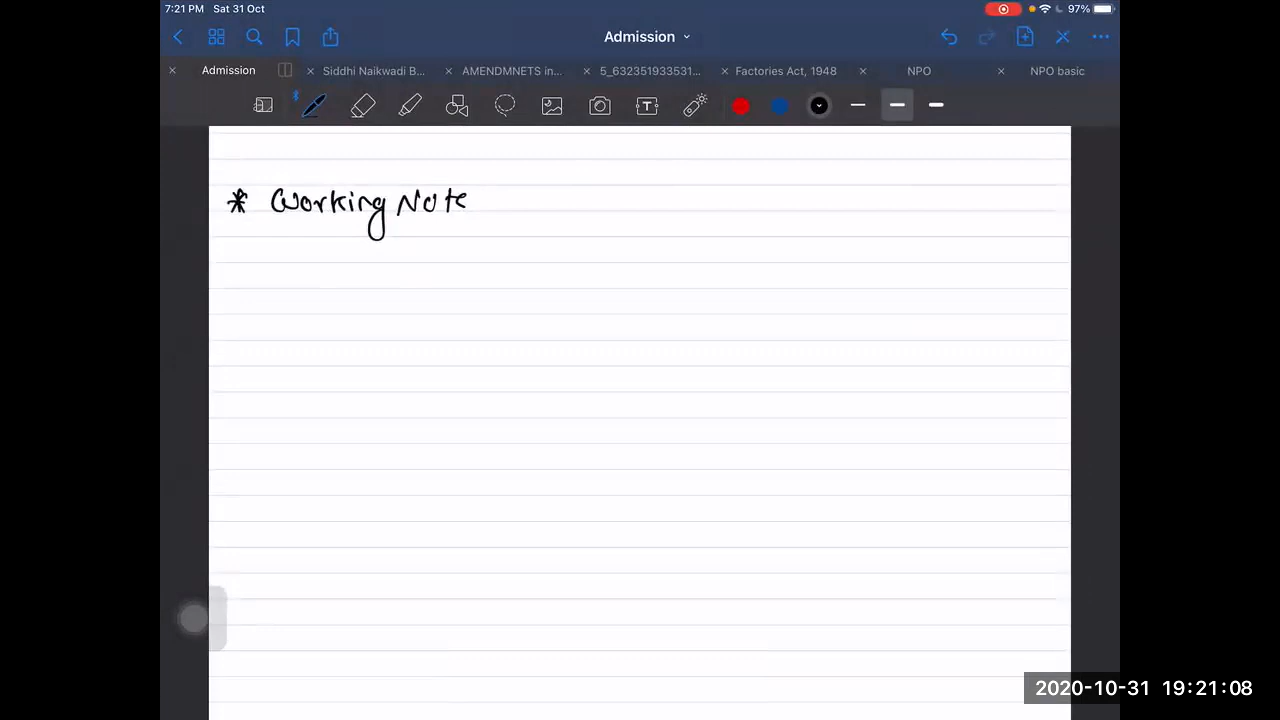 7:21 PM Sat 31 Oct 97%
Admission
Admission Siddhi Naikwadi B... AMENDMNETS in... 5_632351933531... Factories Act, 1948 NPO NPO basic
T
* Working Note
2020-10-31 19:21:08